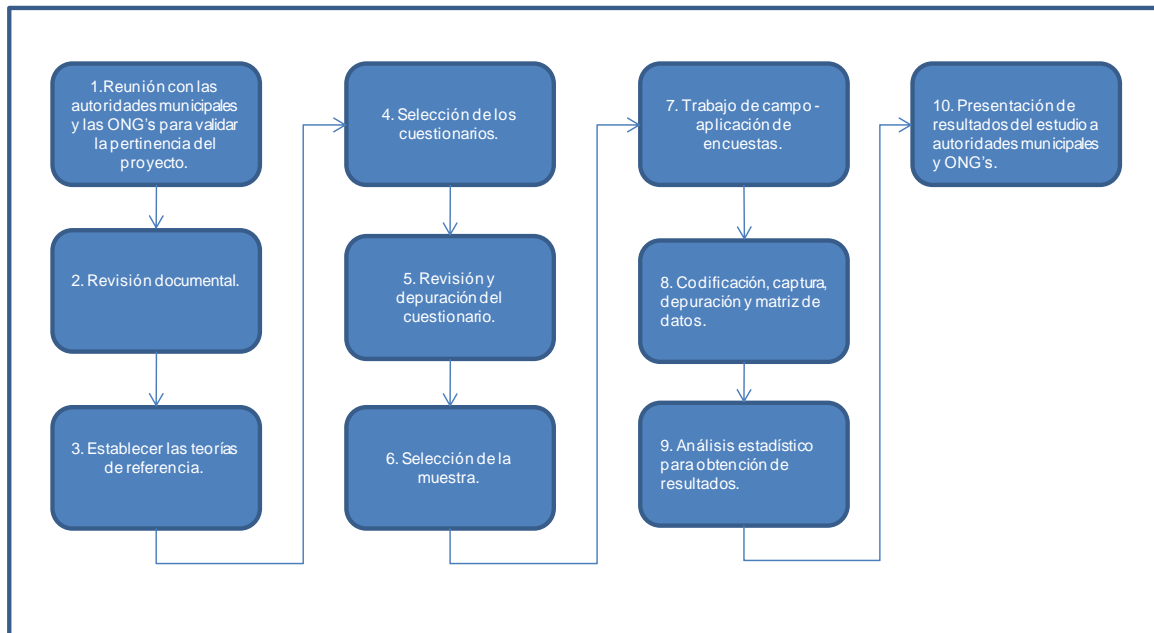 1.Reunión con las
autoridades municipales
y las ONG's para validar
la pertinencia del
proyecto.
2. Revisión documental.
3. Establecer las teorías
de referencia.
4. Selección de los
cuestionarios.
5. Revisión y
depuración del
cuestionario.
6. Selección de la
muestra.
7. Trabajo de campo -
aplicación de
encuestas.
8. Codificación, captura,
depuración y matriz de
datos.
9. Análisis estadístico
para obtención de
resultados.
10. Presentación de
resultados del estudio a
autoridades municipales
y ONG's.